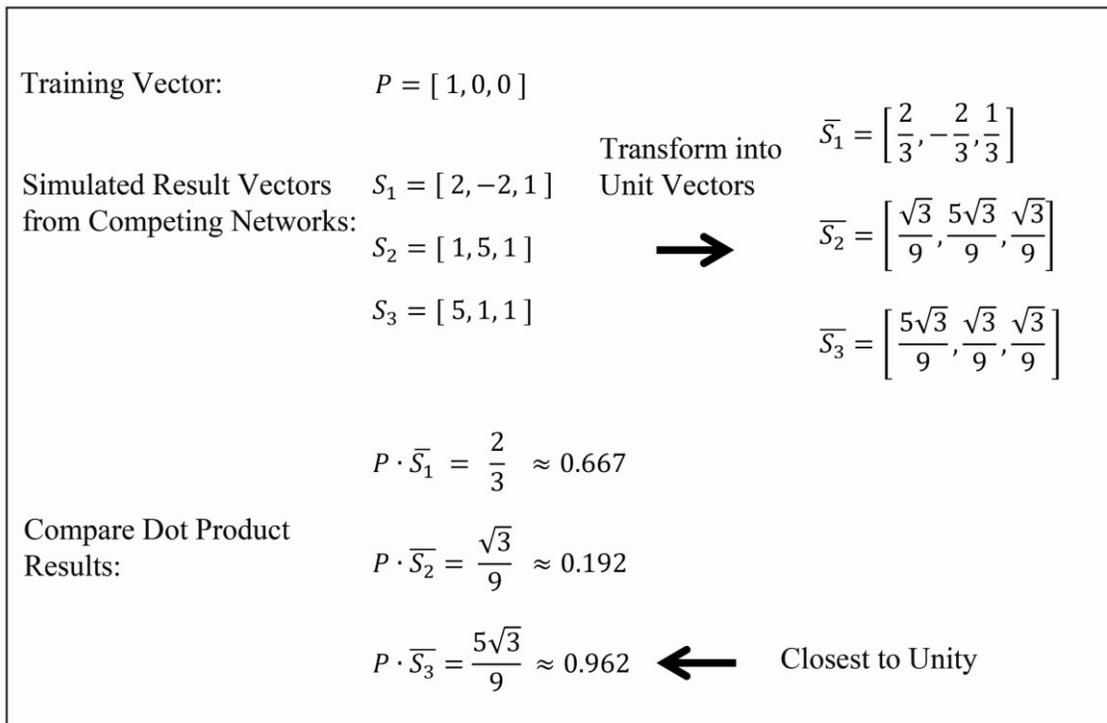 Training Vector: P = [ 1, 0, 0 ]
Simulated Result Vectors
from Competing Networks:
S₁ = [ 2, −2, 1 ]
S₂ = [ 1, 5, 1 ]
S₃ = [ 5, 1, 1 ]
Transform into
Unit Vectors
S̅₁ = [2/3, −2/3, 1/3]
S̅₂ = [√3/9, 5√3/9, √3/9]
S̅₃ = [5√3/9, √3/9, √3/9]
Compare Dot Product
Results:
P · S̅₁ = 2/3 ≈ 0.667
P · S̅₂ = √3/9 ≈ 0.192
P · S̅₃ = 5√3/9 ≈ 0.962
Closest to Unity